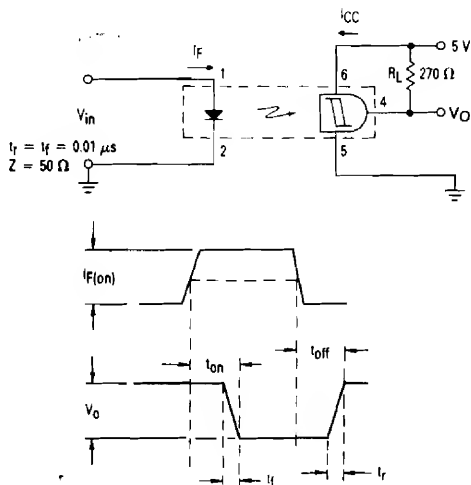 ICC
5 V
IF
1
6
RL
270 Ω
4
VO
Vin
tr = tf = 0.01 μs
Z = 50 Ω
2
5
IF(on)
ton
toff
Vo
tf
tr